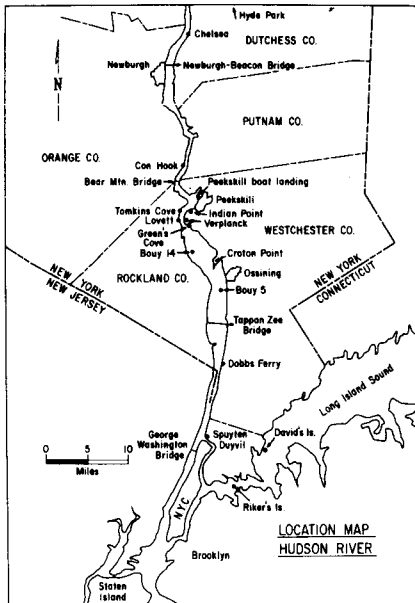 Hyde Park
Chelsea
DUTCHESS CO.
Newburgh
Newburgh-Beacon Bridge
N
PUTNAM CO.
ORANGE CO.
Con Hook
Bear Mtn. Bridge
Peekskill boat landing
Peekskill
Tomkins Cove
Indian Point
Lovett
Verplanck
WESTCHESTER CO.
Green's
Cove
Bouy 14
Croton Point
ROCKLAND CO.
Ossining
Bouy 5
NEW YORK
NEW JERSEY
NEW YORK
CONNECTICUT
Tappan Zee
Bridge
Dobbs Ferry
Long Island Sound
George
Washington
Bridge
Spuyten
Duyvil
David's Is.
0 5 10
Miles
NYC
Riker's Is.
LOCATION MAP
HUDSON RIVER
Brooklyn
Staten
Island